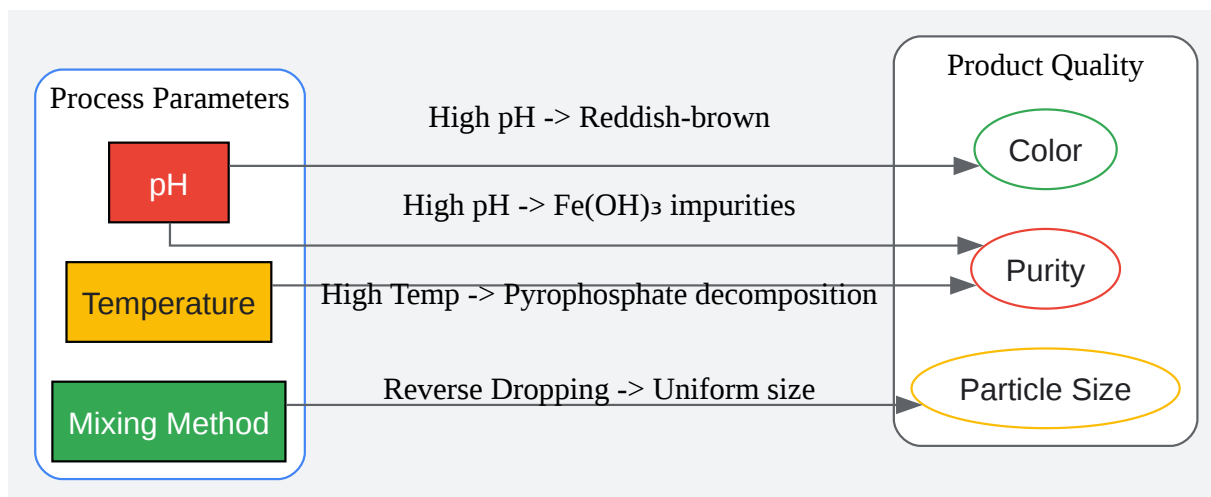 Product Quality
Process Parameters
High pH -> Reddish-brown
Color
pH
High pH -> Fe(OH)₃ impurities
Purity
Temperature
High Temp -> Pyrophosphate decomposition
Reverse Dropping -> Uniform size
Particle Size
Mixing Method